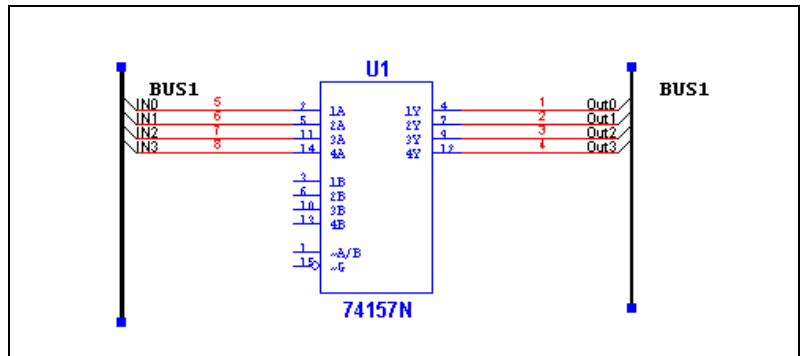 U1
BUS1
BUS1
IN0 5 2 1A 1Y 4 1 Out0
IN1 6 5 2A 2Y 7 2 Out1
IN2 7 11 3A 3Y 9 3 Out2
IN3 8 14 4A 4Y 12 4 Out3
3 1B
6 2B
10 3B
13 4B
1 ~A/B
15 ~G
74157N